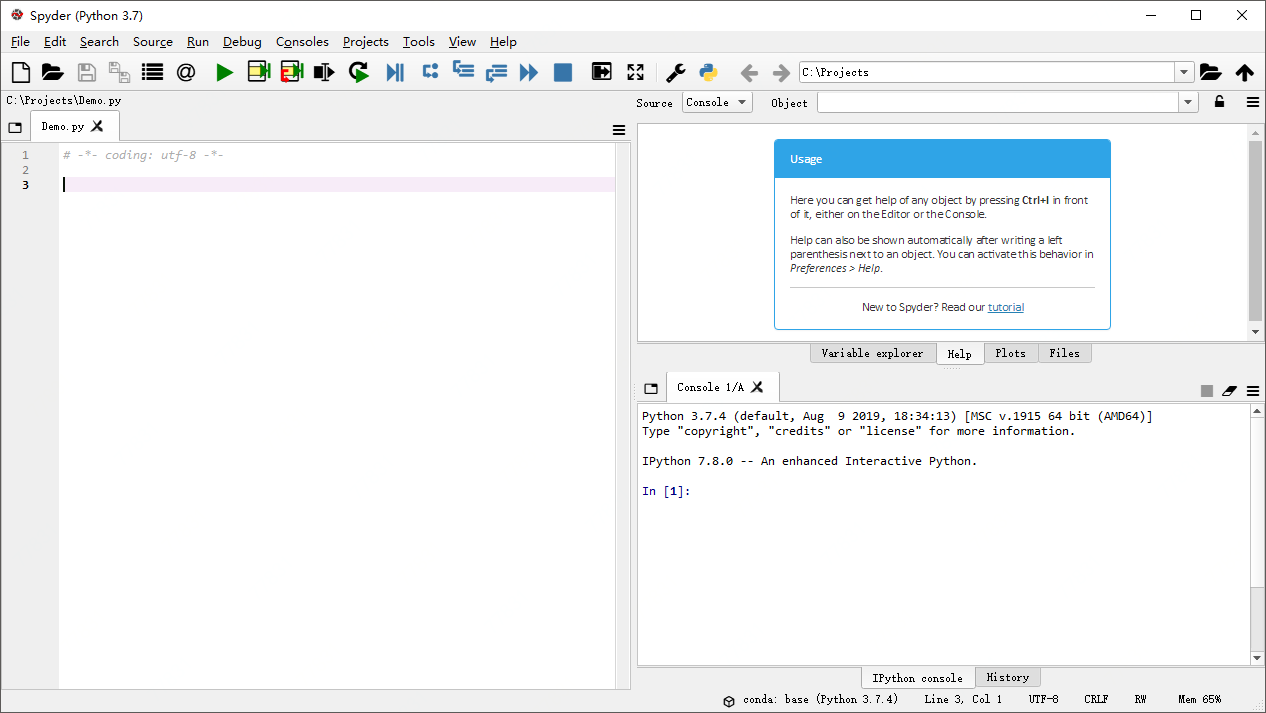 Spyder (Python 3.7)
File Edit Search Source Run Debug Consoles Projects Tools View Help
C:\Projects
C:\Projects\Demo.py
Source Console Object
Demo.py
1 # -*- coding: utf-8 -*-
2
3
Usage
Here you can get help of any object by pressing Ctrl+I in front
of it, either on the Editor or the Console.
Help can also be shown automatically after writing a left
parenthesis next to an object. You can activate this behavior in
Preferences > Help.
New to Spyder? Read our tutorial
Variable explorer Help Plots Files
Console 1/A
Python 3.7.4 (default, Aug  9 2019, 18:34:13) [MSC v.1915 64 bit (AMD64)]
Type "copyright", "credits" or "license" for more information.
IPython 7.8.0 -- An enhanced Interactive Python.
In [1]:
IPython console History
conda: base (Python 3.7.4) Line 3, Col 1 UTF-8 CRLF RW Mem 65%